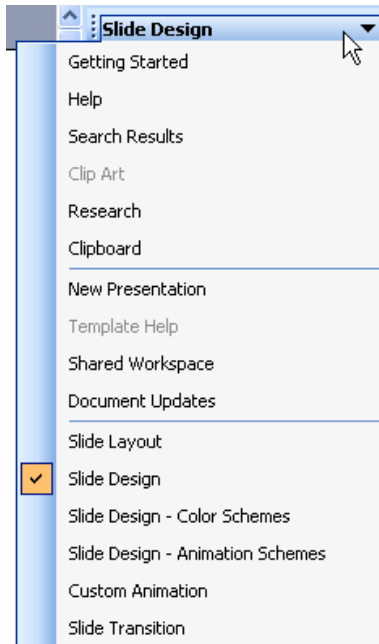 Slide Design
Getting Started
Help
Search Results
Clip Art
Research
Clipboard
New Presentation
Template Help
Shared Workspace
Document Updates
Slide Layout
Slide Design
Slide Design - Color Schemes
Slide Design - Animation Schemes
Custom Animation
Slide Transition